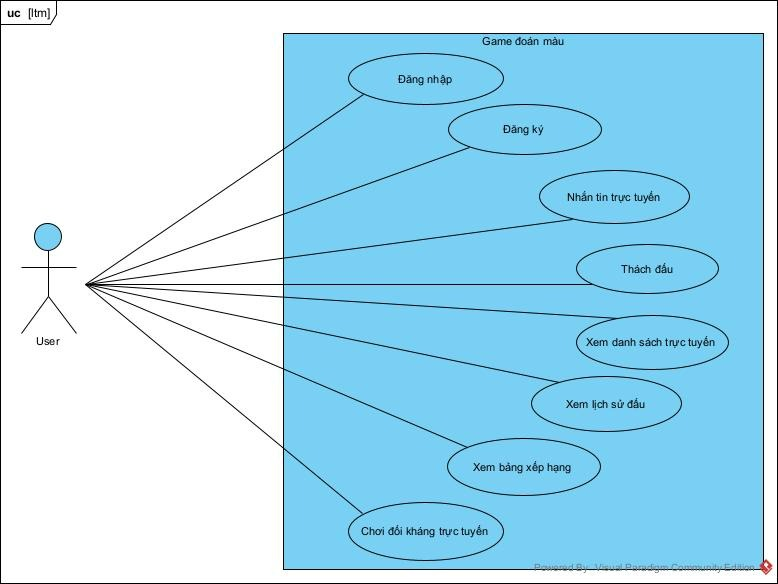 uc [ltm]
Game đoán màu
Đăng nhập
Đăng ký
Nhắn tin trực tuyến
Thách đấu
Xem danh sách trực tuyến
Xem lịch sử đấu
Xem bảng xếp hạng
Chơi đối kháng trực tuyến
User
Powered By Visual Paradigm Community Edition